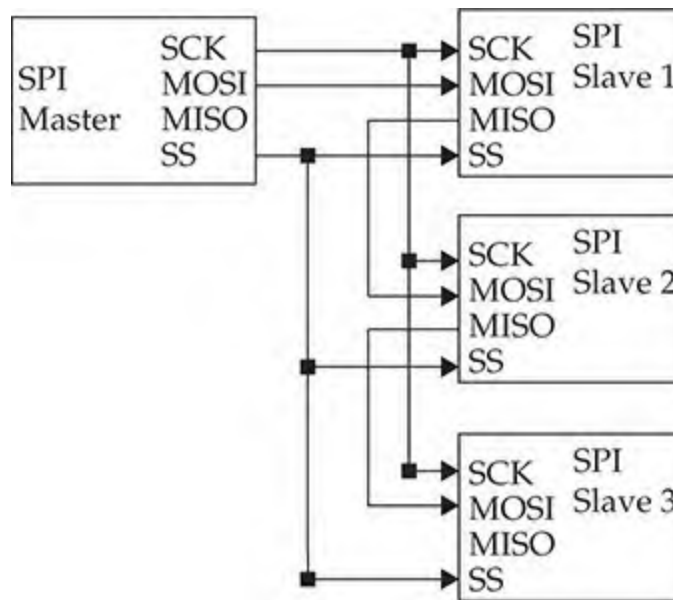 SCK
SPI MOSI
Master MISO
SS
SCK SPI
MOSI Slave 1
MISO
SS
SCK SPI
MOSI Slave 2
MISO
SS
SCK SPI
MOSI Slave 3
MISO
SS